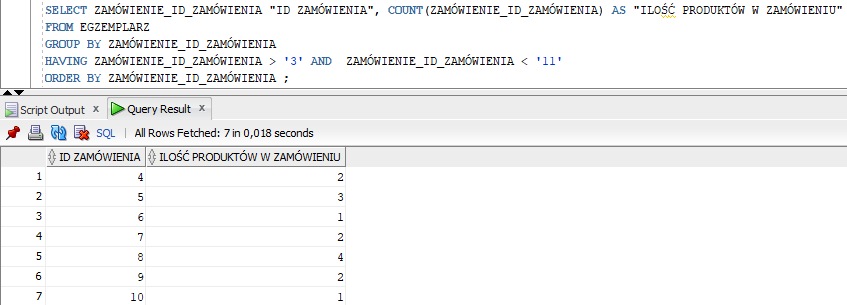 SELECT ZAMÓWIENIE_ID_ZAMÓWIENIA "ID ZAMÓWIENIA", COUNT(ZAMÓWIENIE_ID_ZAMÓWIENIA) AS "ILOŚĆ PRODUKTÓW W ZAMÓWIENIU"
FROM EGZEMPLARZ
GROUP BY ZAMÓWIENIE_ID_ZAMÓWIENIA
HAVING ZAMÓWIENIE_ID_ZAMÓWIENIA > '3' AND  ZAMÓWIENIE_ID_ZAMÓWIENIA < '11'
ORDER BY ZAMÓWIENIE_ID_ZAMÓWIENIA ;
Script Output x Query Result x
SQL | All Rows Fetched: 7 in 0,018 seconds
ID ZAMÓWIENIA ILOŚĆ PRODUKTÓW W ZAMÓWIENIU
1 4 2
2 5 3
3 6 1
4 7 2
5 8 4
6 9 2
7 10 1